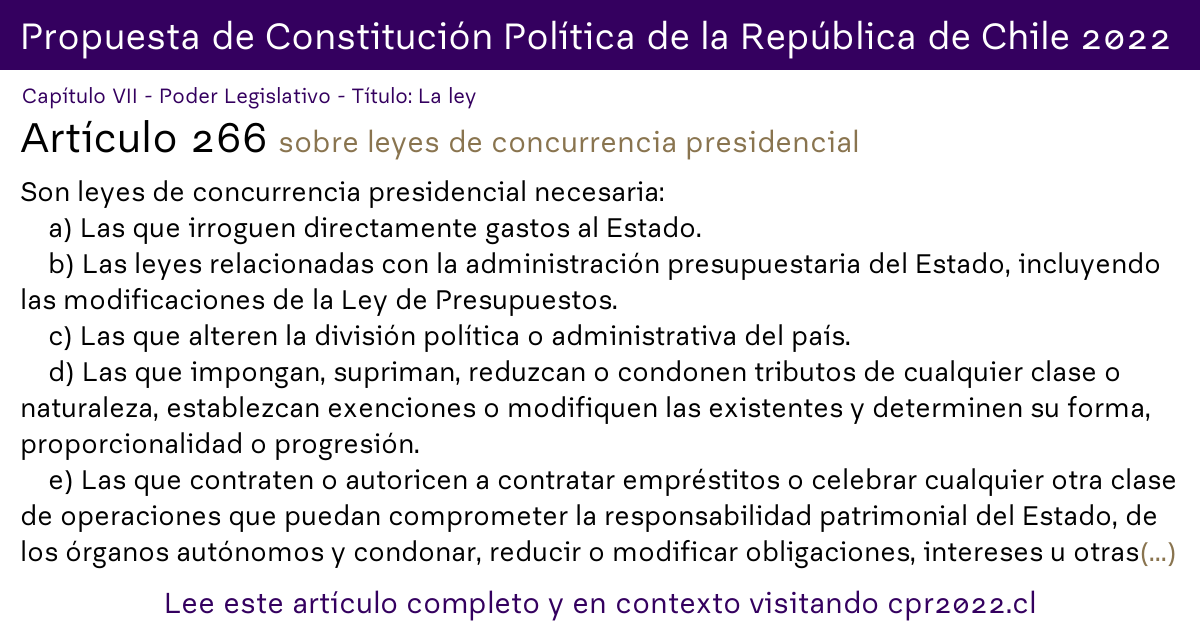 Propuesta de Constitución Política de la República de Chile 2022
Capítulo VII - Poder Legislativo - Título: La ley
Artículo 266 sobre leyes de concurrencia presidencial
Son leyes de concurrencia presidencial necesaria:
a) Las que irroguen directamente gastos al Estado.
b) Las leyes relacionadas con la administración presupuestaria del Estado, incluyendo
las modificaciones de la Ley de Presupuestos.
c) Las que alteren la división política o administrativa del país.
d) Las que impongan, supriman, reduzcan o condonen tributos de cualquier clase o
naturaleza, establezcan exenciones o modifiquen las existentes y determinen su forma,
proporcionalidad o progresión.
e) Las que contraten o autoricen a contratar empréstitos o celebrar cualquier otra clase
de operaciones que puedan comprometer la responsabilidad patrimonial del Estado, de
los órganos autónomos y condonar, reducir o modificar obligaciones, intereses u otras(...)
Lee este artículo completo y en contexto visitando cpr2022.cl